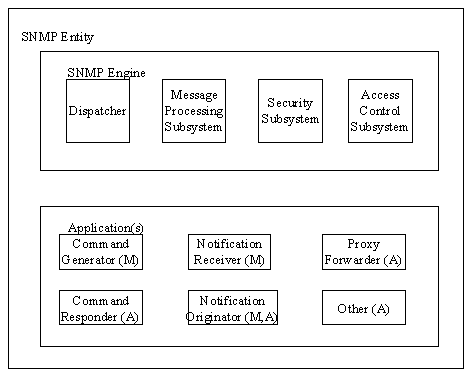 SNMP Entity
SNMP Engine
Dispatcher
Message
Processing
Subsystem
Security
Subsystem
Access
Control
Subsystem
Application(s)
Command
Generator (M)
Notification
Receiver (M)
Proxy
Forwarder (A)
Command
Responder (A)
Notification
Originator (M,A)
Other (A)